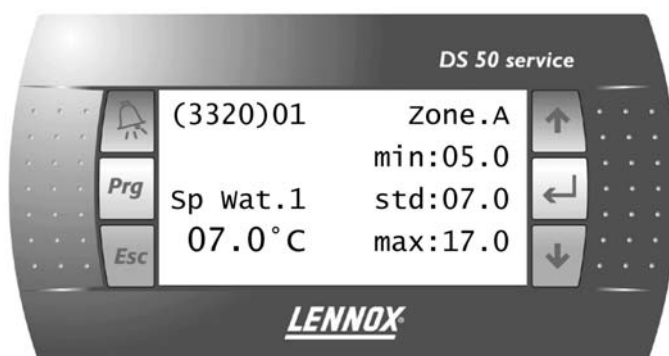 DS 50 service
(3320)01 Zone.A
min:05.0
Prg
Sp Wat.1 std:07.0
07.0°C max:17.0
Esc
LENNOX